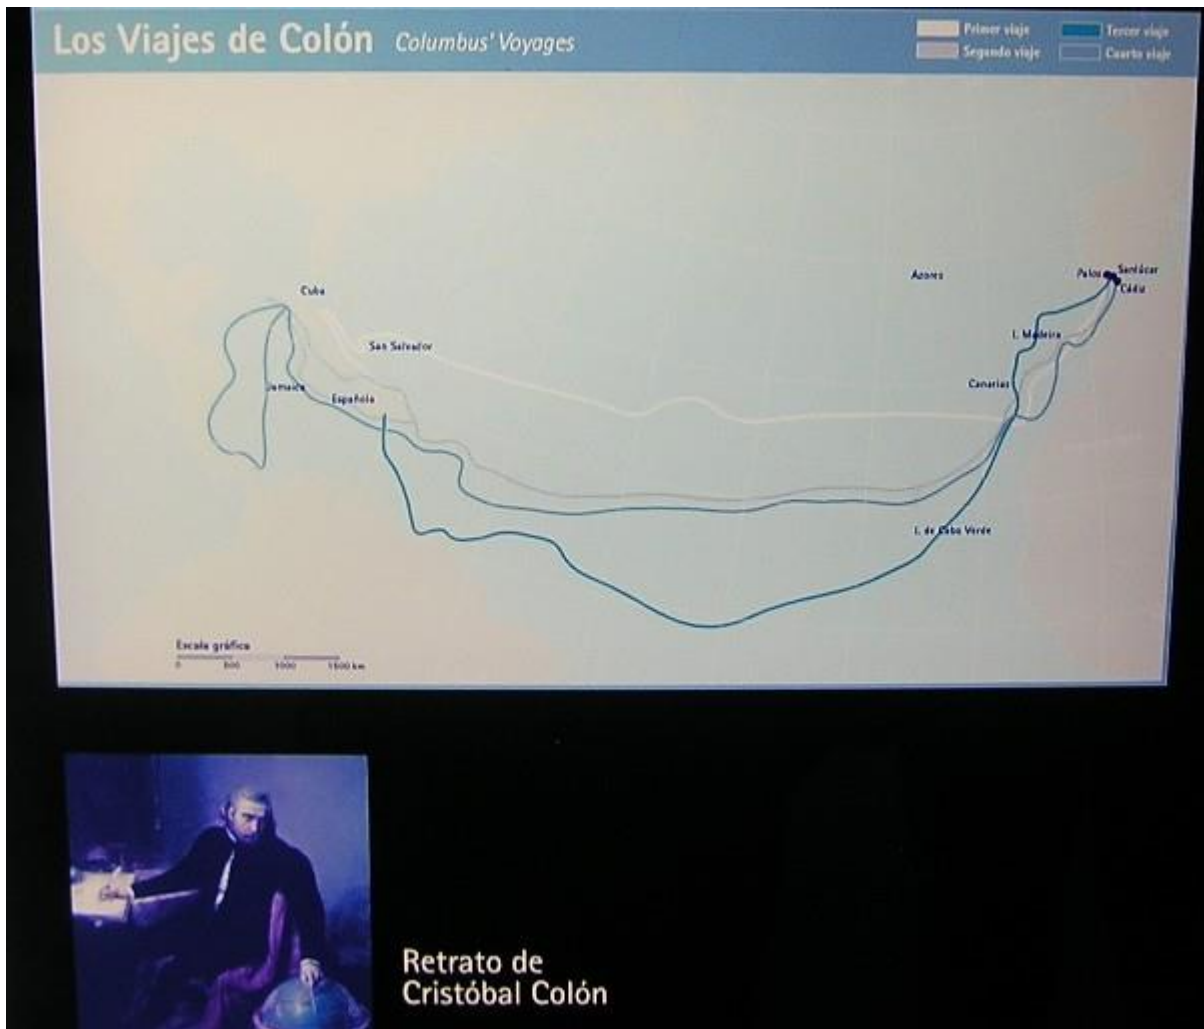 Los Viajes de Colón Columbus' Voyages
Primer viaje
Segundo viaje
Tercer viaje
Cuarto viaje
Azores
Palos
Sanlúcar
Cádiz
Cuba
I. Madeira
San Salvador
Jamaica
Española
Canarias
I. de Cabo Verde
Escala gráfica
0 500 1000 1500 km
Retrato de
Cristóbal Colón